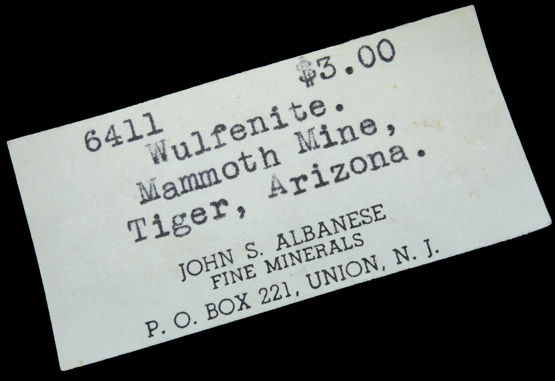 6411 $3.00
Wulfenite.
Mammoth Mine,
Tiger, Arizona.
JOHN S. ALBANESE
FINE MINERALS
P. O. BOX 221, UNION, N. J.